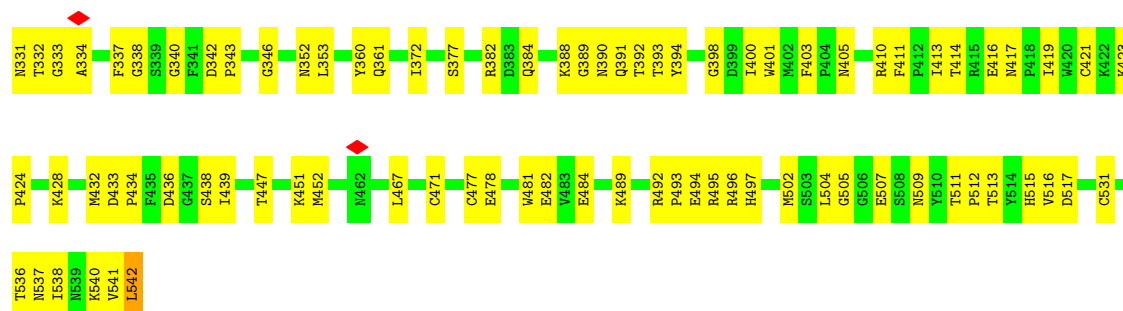 N331 T332 G333 A334 F337 G338 S339 G340 F341 D342 P343 G346 N352 L353 Y360 Q361 I372 S377 R382 D383 Q384 K388 G389 N390 Q391 T392 T393 Y394 G398 D399 I400 W401 M402 F403 P404 N405 R410 F411 P412 I413 T414 R415 E416 N417 P418 I419 W420 C421 K422 K423
P424 K428 M432 D433 P434 F435 D436 G437 S438 I439 T447 K451 M452 N462 L467 C471 C477 E478 W481 E482 V483 E484 K489 R492 P493 E494 R495 R496 H497 M502 S503 L504 G505 G506 E507 S508 N509 Y510 T511 P512 T513 Y514 H515 V516 D517 C531
T536 N537 I538 N539 K540 V541 L542